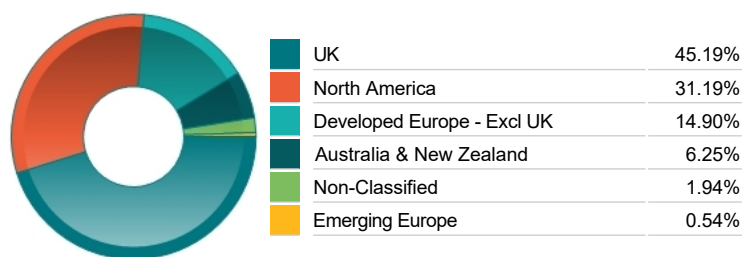 UK 45.19%
North America 31.19%
Developed Europe - Excl UK 14.90%
Australia & New Zealand 6.25%
Non-Classified 1.94%
Emerging Europe 0.54%